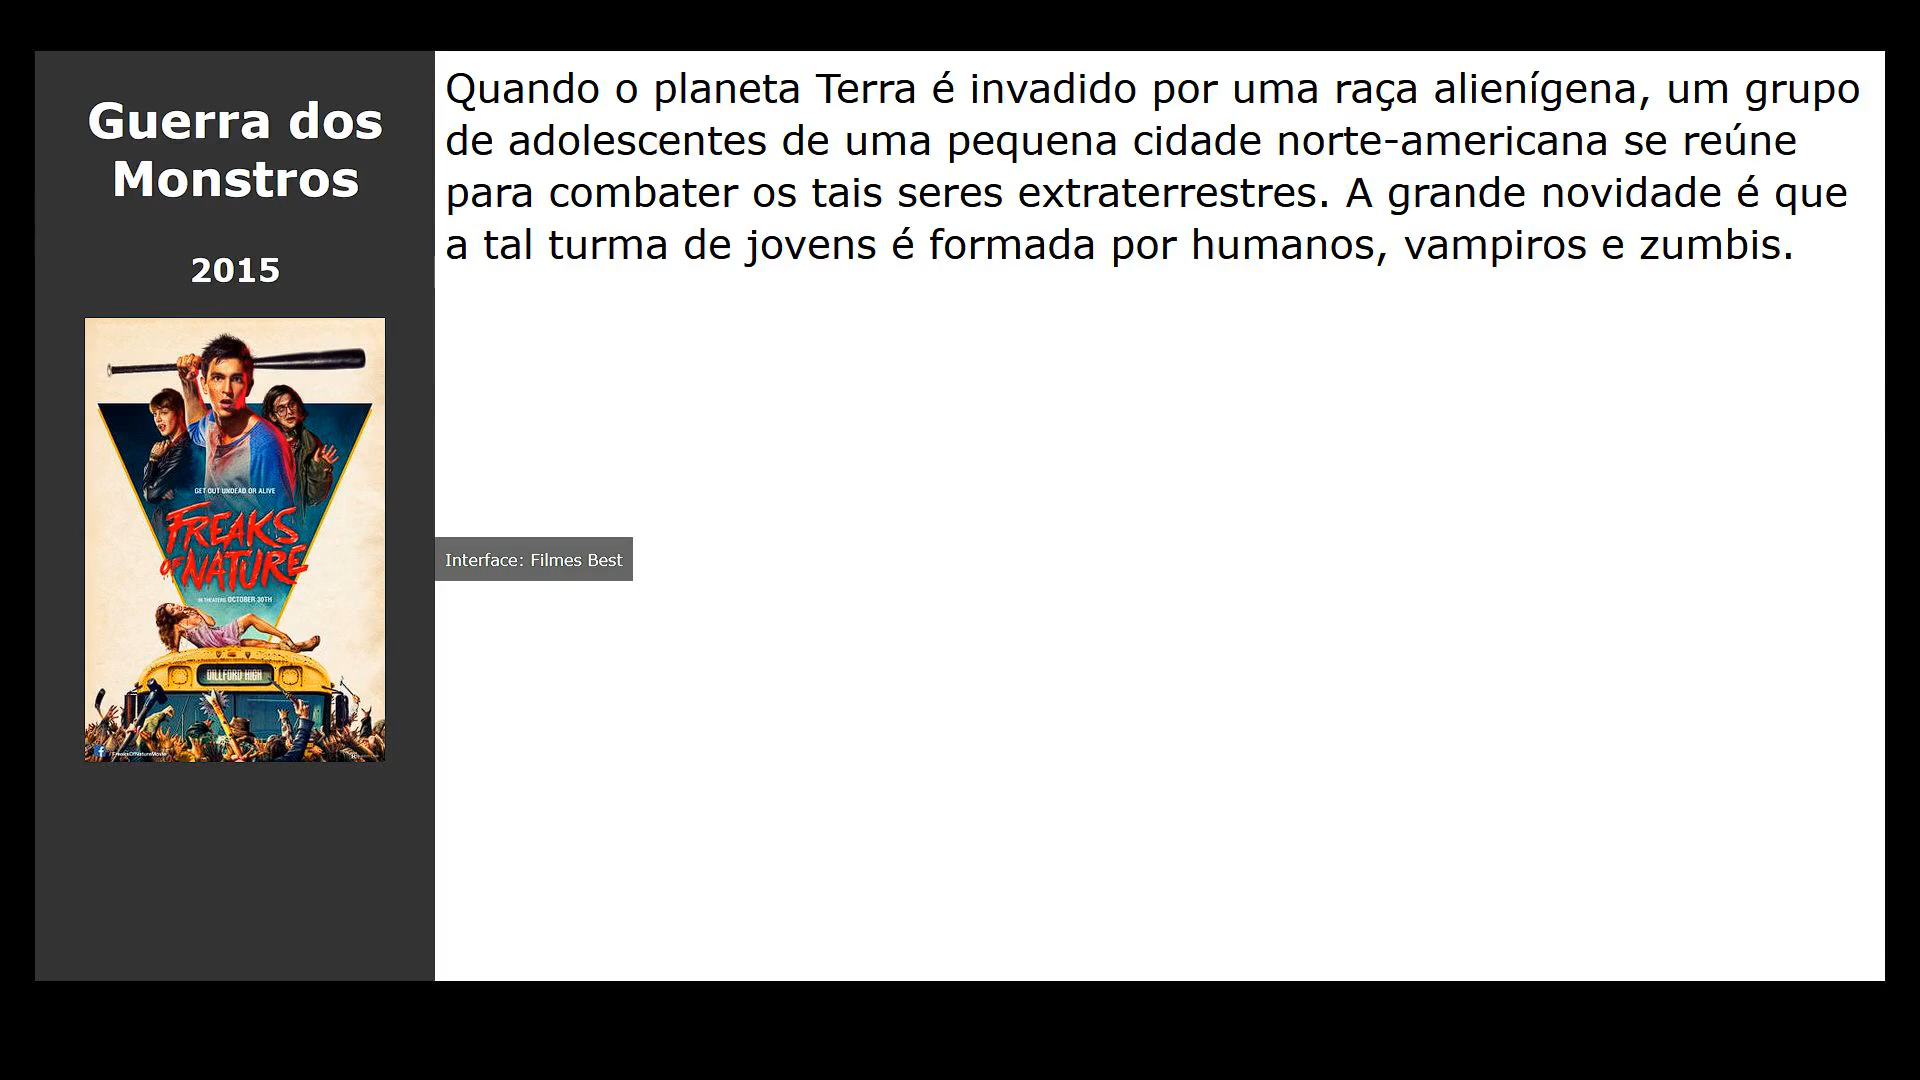 Guerra dos
Monstros
2015
GET OUT UNDEAD OR ALIVE
FREAKS
OF NATURE
IN THEATERS OCTOBER 30TH
DILLFORD HIGH
f /FreaksOfNatureMovie
Quando o planeta Terra é invadido por uma raça alienígena, um grupo
de adolescentes de uma pequena cidade norte-americana se reúne
para combater os tais seres extraterrestres. A grande novidade é que
a tal turma de jovens é formada por humanos, vampiros e zumbis.
Interface: Filmes Best